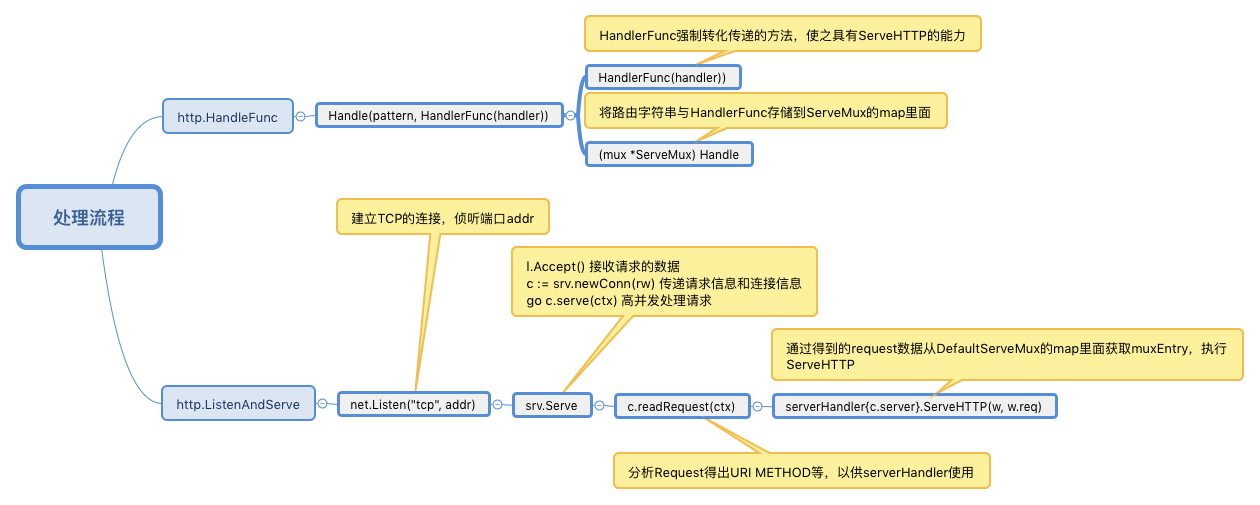 HandlerFunc强制转化传递的方法，使之具有ServeHTTP的能力
HandlerFunc(handler))
http.HandleFunc
Handle(pattern, HandlerFunc(handler))
将路由字符串与HandlerFunc存储到ServeMux的map里面
(mux *ServeMux) Handle
处理流程
建立TCP的连接，侦听端口addr
l.Accept() 接收请求的数据
c := srv.newConn(rw) 传递请求信息和连接信息
go c.serve(ctx) 高并发处理请求
通过得到的request数据从DefaultServeMux的map里面获取muxEntry，执行
ServeHTTP
http.ListenAndServe
net.Listen("tcp", addr)
srv.Serve
c.readRequest(ctx)
serverHandler{c.server}.ServeHTTP(w, w.req)
分析Request得出URI METHOD等，以供serverHandler使用